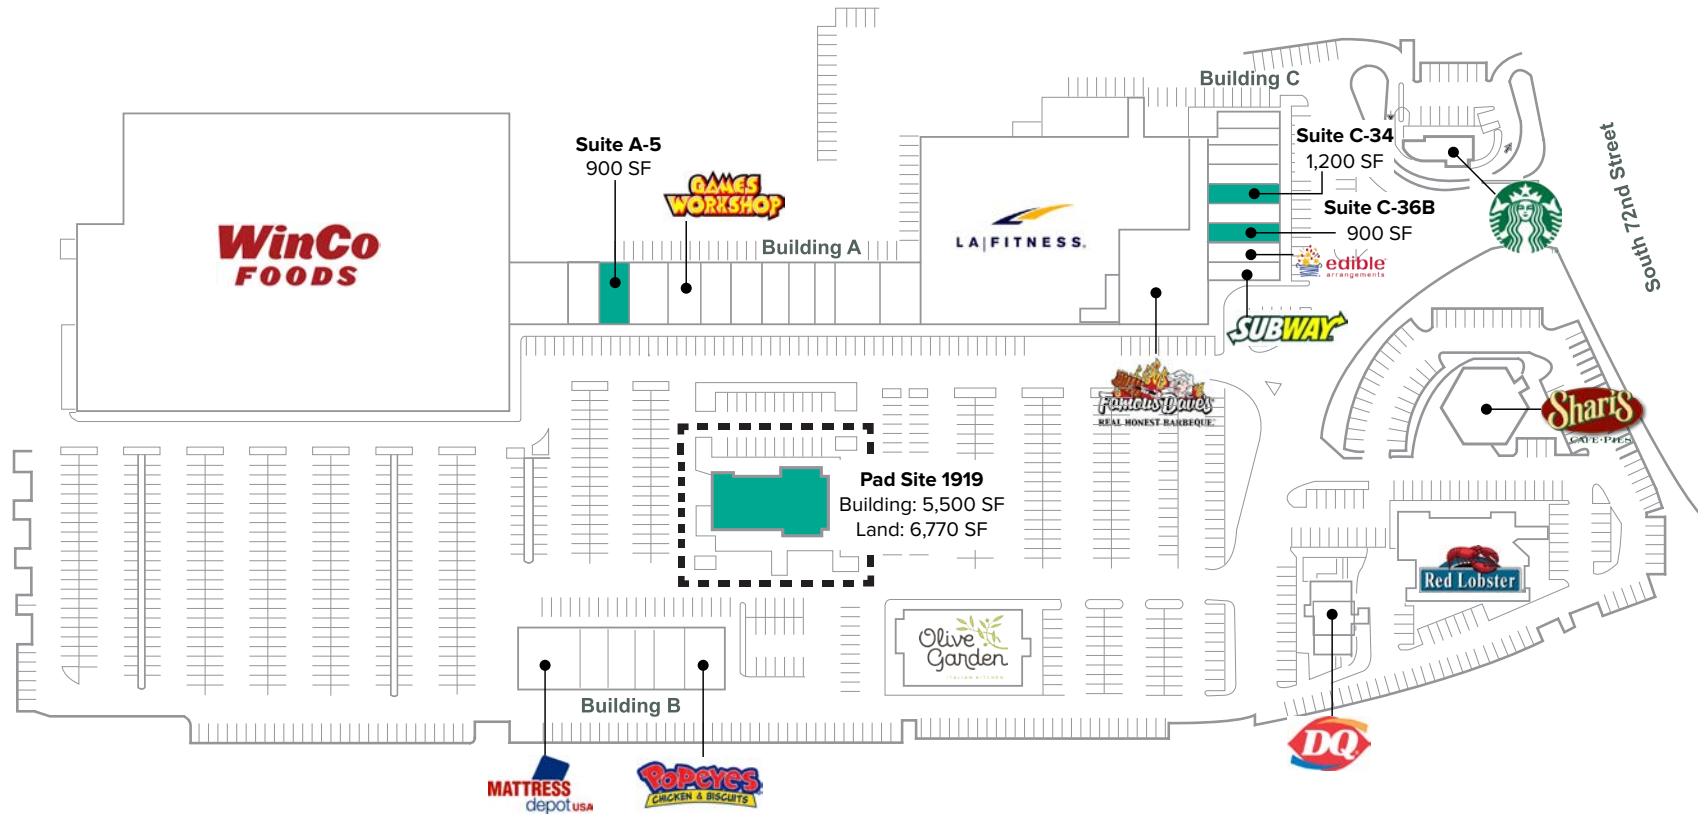 Building C
Suite A-5
900 SF
Suite C-34
1,200 SF
South 72nd Street
GAMES
WORKSHOP
Suite C-36B
900 SF
WinCo
FOODS
LA|FITNESS.
Building A
edible
arrangements
SUBWAY
Famous Dave's
REAL HONEST BARBEQUE.
Sharis
CAFE•PIES
Pad Site 1919
Building: 5,500 SF
Land: 6,770 SF
Red Lobster
Olive
Garden
ITALIAN KITCHEN
Building B
DQ
MATTRESS
depot USA
POPEYES
CHICKEN & BISCUITS